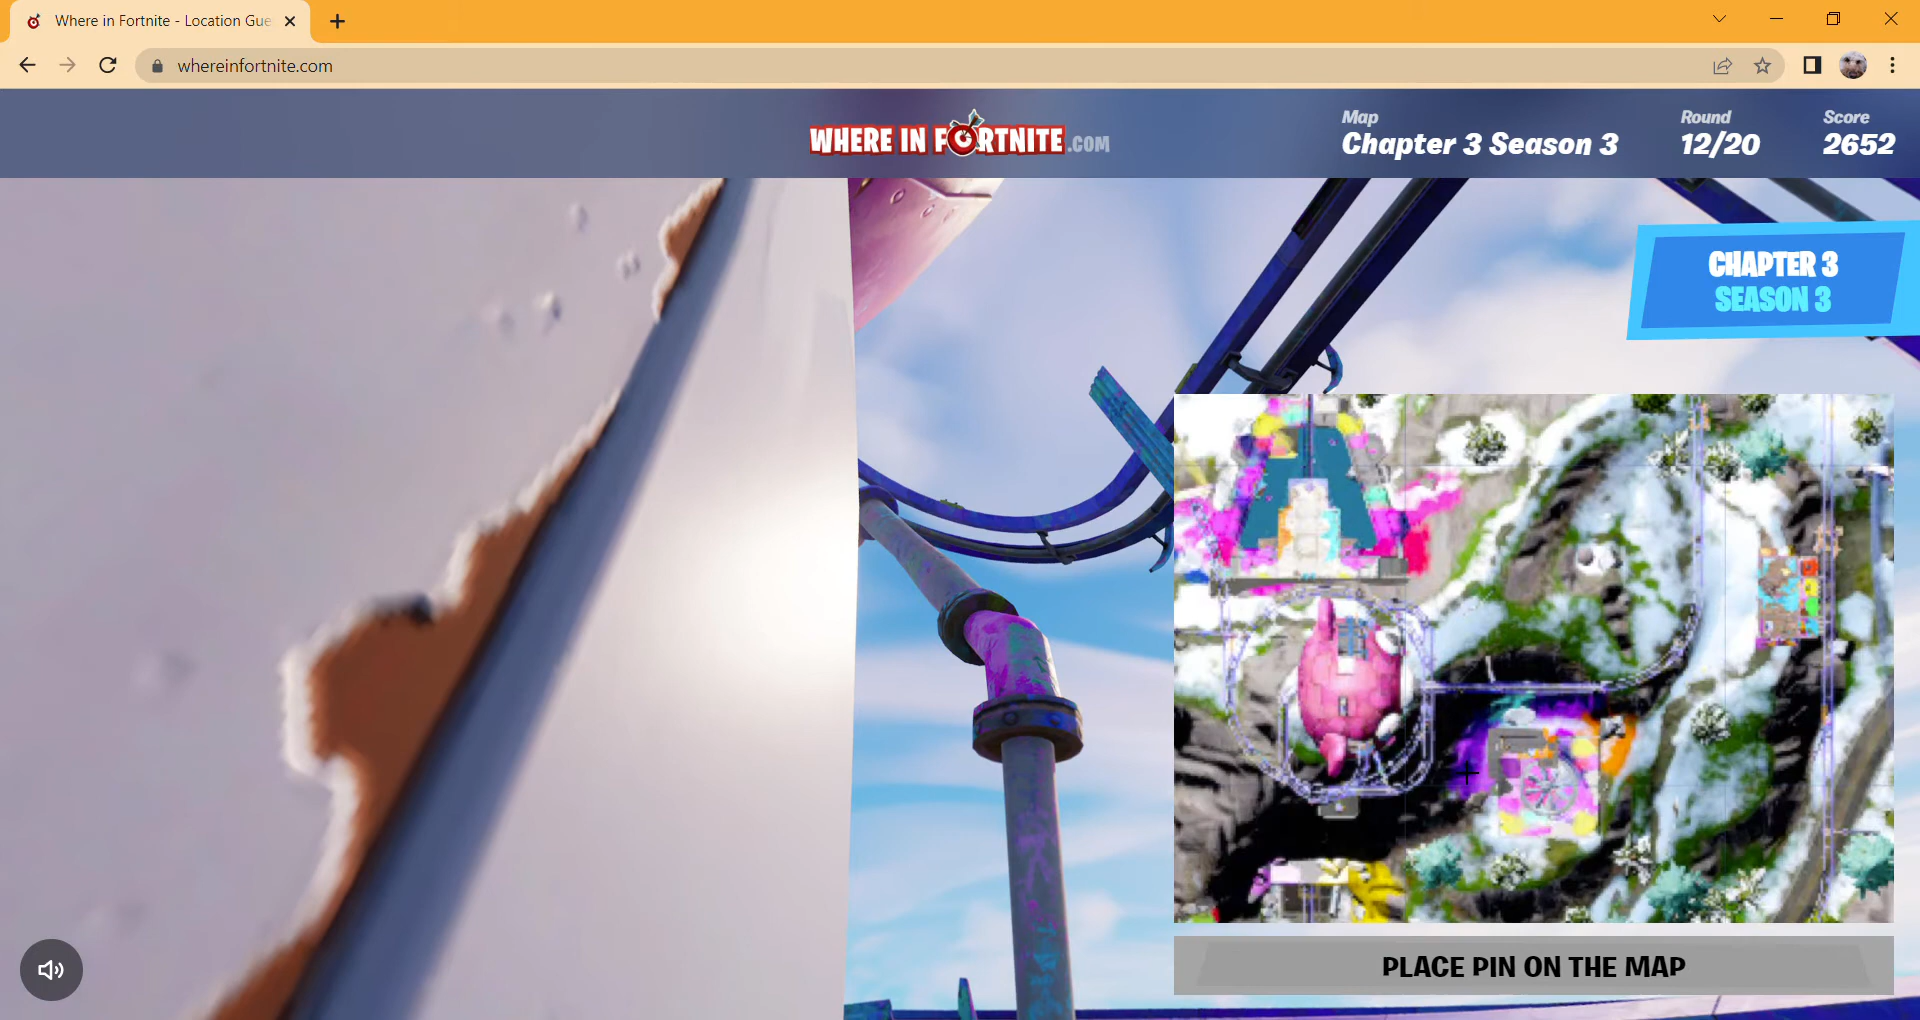 Where in Fortnite - Location Gue
whereinfortnite.com
WHERE IN FORTNITE.COM
Map
Chapter 3 Season 3
Round
12/20
Score
2652
CHAPTER 3
SEASON 3
PLACE PIN ON THE MAP